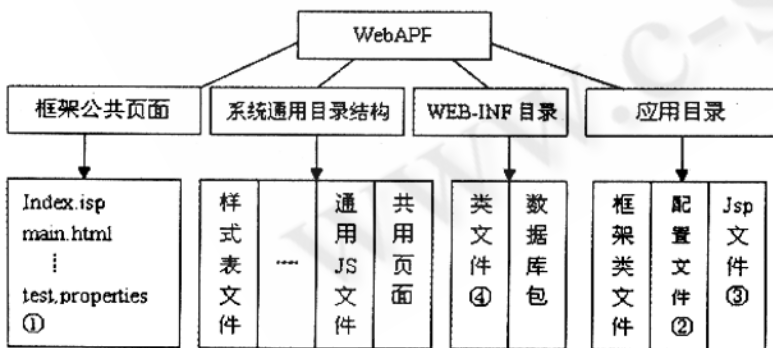 WebAPF
框架公共页面
系统通用目录结构
WEB-INF 目录
应用目录
Index.isp
main.html
⋮
test,properties
①
样式表文件
……
通用JS文件
共用页面
类文件④
数据库包
框架类文件
配置文件②
Jsp文件③
www.c-s